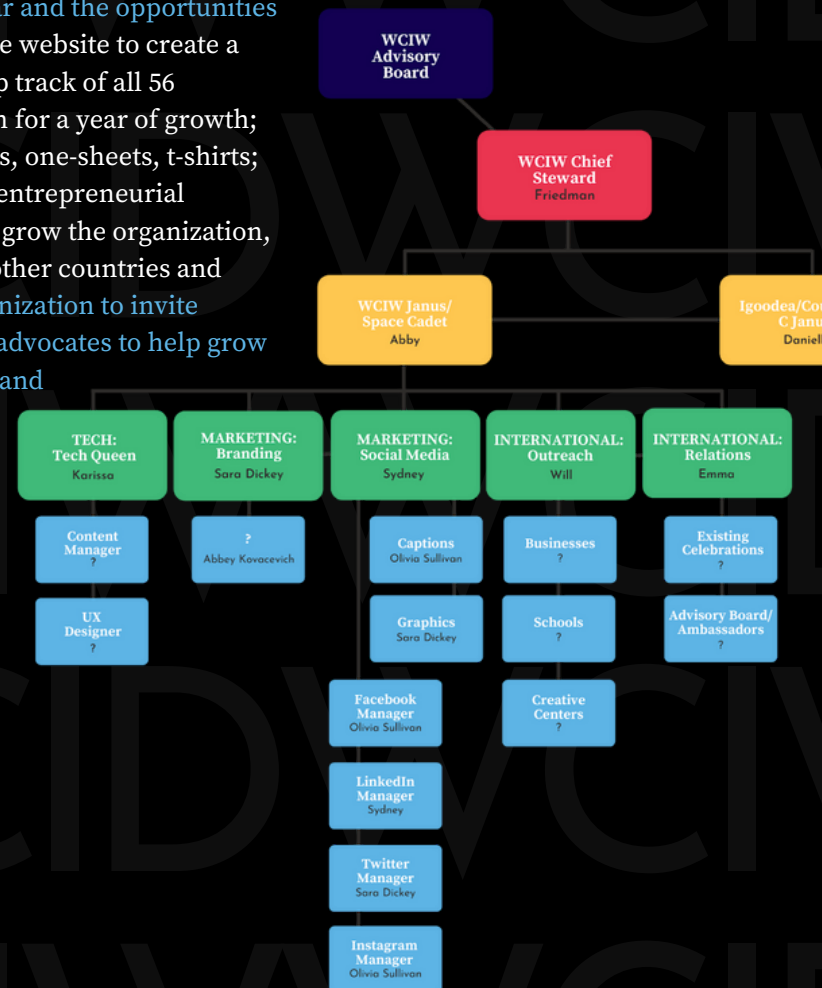 ar and the opportunities
e website to create a
p track of all 56
n for a year of growth;
s, one-sheets, t-shirts;
entrepreneurial
grow the organization,
other countries and
nization to invite
advocates to help grow
and
WCIW
Advisory
Board
WCIW Chief
Steward
Friedman
WCIW Janus/
Space Cadet
Abby
Igoodea/Cou
C Janu
Daniell
TECH:
Tech Queen
Karissa
MARKETING:
Branding
Sara Dickey
MARKETING:
Social Media
Sydney
INTERNATIONAL:
Outreach
Will
INTERNATIONAL:
Relations
Emma
Content
Manager
?
UX
Designer
?
?
Abbey Kovacevich
Captions
Olivia Sullivan
Graphics
Sara Dickey
Facebook
Manager
Olivia Sullivan
LinkedIn
Manager
Sydney
Twitter
Manager
Sara Dickey
Instagram
Manager
Olivia Sullivan
Businesses
?
Schools
?
Creative
Centers
?
Existing
Celebrations
?
Advisory Board/
Ambassadors
?